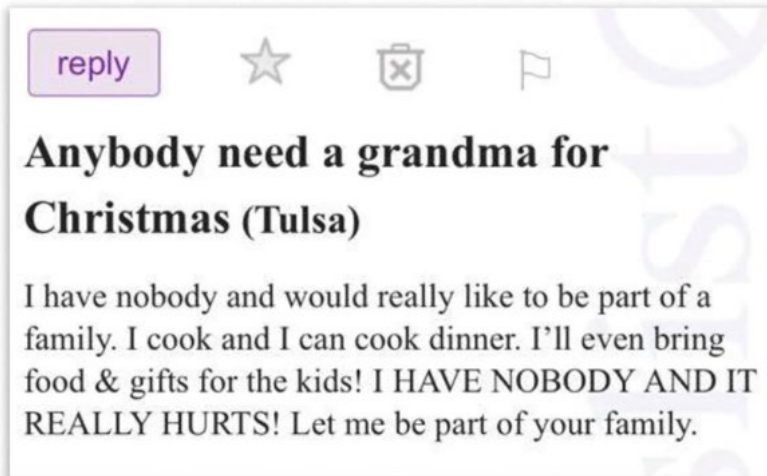 reply
Anybody need a grandma for
Christmas (Tulsa)
I have nobody and would really like to be part of a
family. I cook and I can cook dinner. I’ll even bring
food & gifts for the kids! I HAVE NOBODY AND IT
REALLY HURTS! Let me be part of your family.